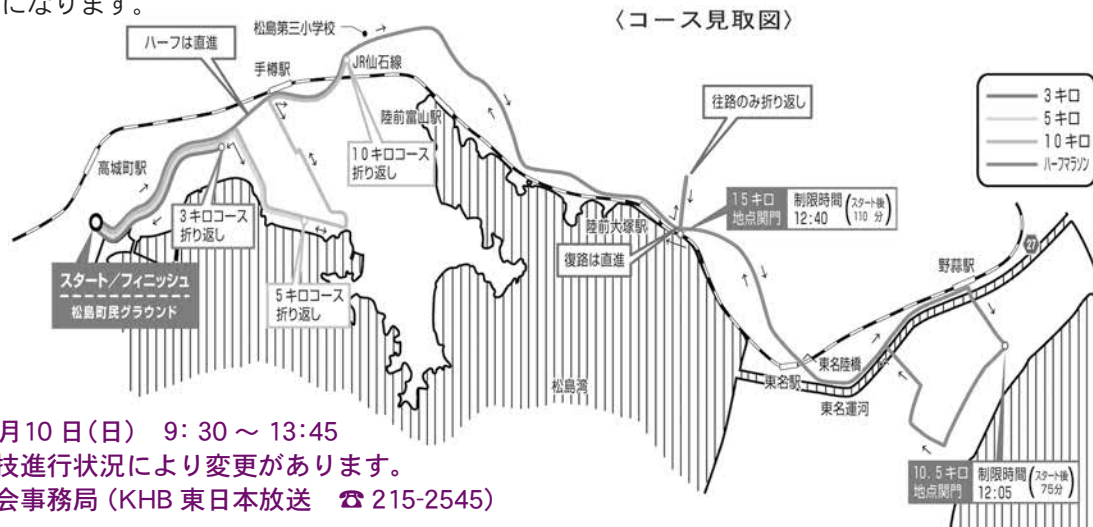 になります。
〈コース見取図〉
松島第三小学校
ハーフは直進
JR仙石線
手樽駅
3キロ
5キロ
10キロ
ハーフマラソン
往路のみ折り返し
陸前富山駅
10キロコース
折り返し
高城町駅
15キロ
地点関門
制限時間
12:40
(スタート後
110分)
3キロコース
折り返し
陸前大塚駅
復路は直進
27
野蒜駅
スタート/フィニッシュ
松島町民グラウンド
5キロコース
折り返し
東名陸橋
東名駅
松島湾
東名運河
月10日(日) 9:30～13:45
技進行状況により変更があります。
会事務局(KHB東日本放送 ☎215-2545)
10.5キロ
地点関門
制限時間
12:05
(スタート後
75分)